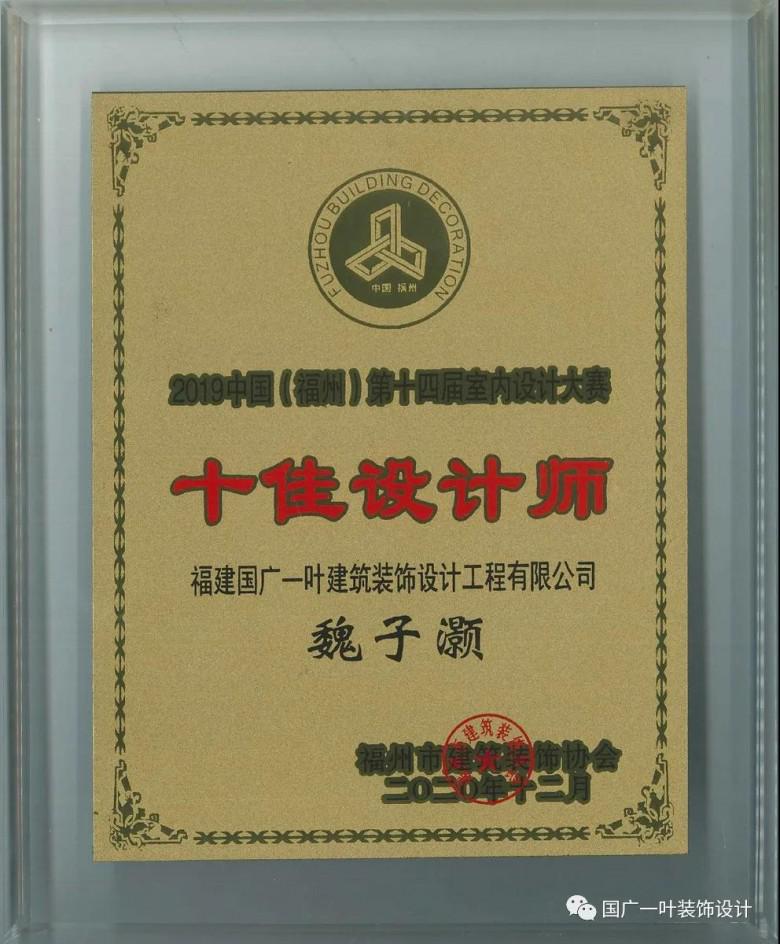 FUZHOU BUILDING DECORATION
中国 福州
2019中国（福州）第十四届室内设计大赛
十佳设计师
福建国广一叶建筑装饰设计工程有限公司
魏子灏
福州市建筑装饰协会
二〇二〇年十二月
国广一叶装饰设计